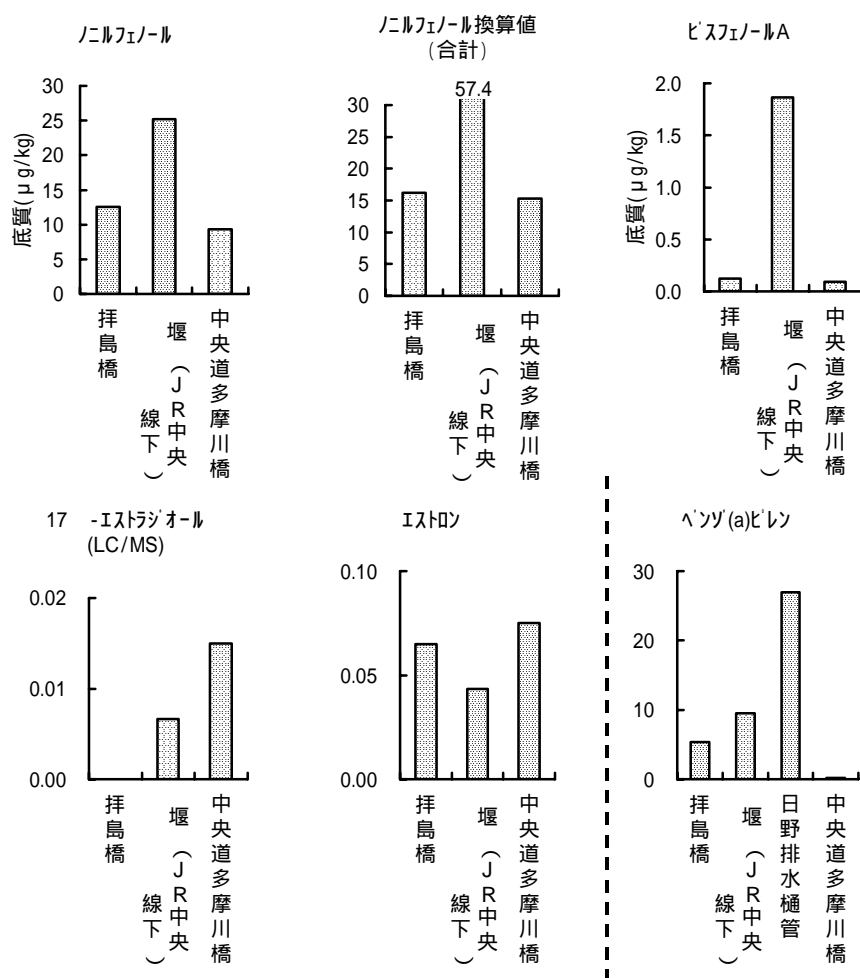 ﾉﾆﾙﾌｪﾉｰﾙ
底質(μg/kg)
30
25
20
15
10
5
0
拝島橋
堰（JR中央
線下）
中央道多摩川橋
ﾉﾆﾙﾌｪﾉｰﾙ換算値
(合計)
57.4
30
25
20
15
10
5
0
拝島橋
堰（JR中央
線下）
中央道多摩川橋
ﾋﾞｽﾌｪﾉｰﾙA
底質(μg/kg)
2.0
1.5
1.0
0.5
0.0
拝島橋
堰（JR中央
線下）
中央道多摩川橋
17 -ｴｽﾄﾗｼﾞｵｰﾙ
(LC/MS)
0.02
0.01
0.00
拝島橋
堰（JR中央
線下）
中央道多摩川橋
ｴｽﾄﾛﾝ
0.10
0.05
0.00
拝島橋
堰（JR中央
線下）
中央道多摩川橋
ﾍﾞﾝｿﾞ(a)ﾋﾟﾚﾝ
30
20
10
0
拝島橋
堰（JR中央
線下）
日野排水樋管
中央道多摩川橋